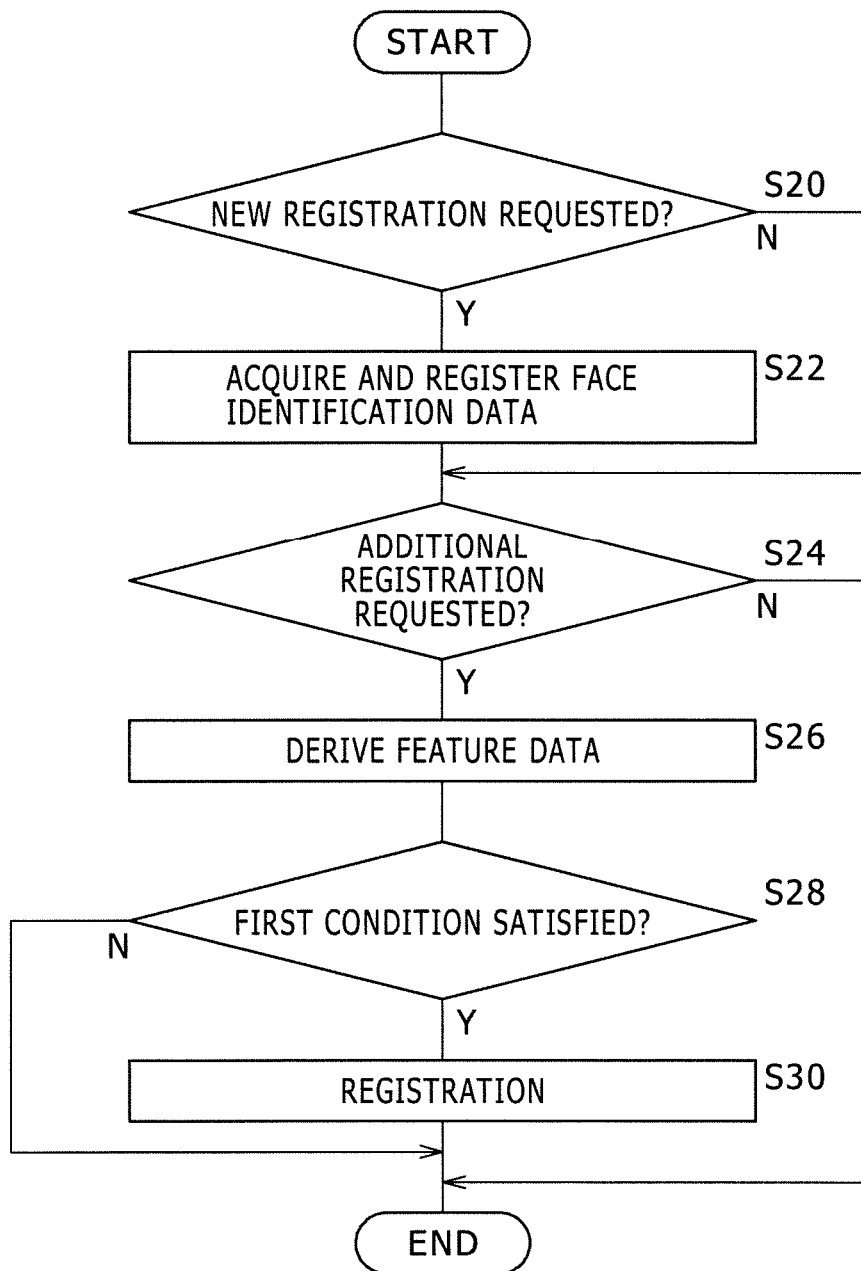 START
NEW REGISTRATION REQUESTED?
S20
N
Y
ACQUIRE AND REGISTER FACE
IDENTIFICATION DATA
S22
ADDITIONAL
REGISTRATION
REQUESTED?
S24
N
Y
DERIVE FEATURE DATA
S26
FIRST CONDITION SATISFIED?
S28
N
Y
REGISTRATION
S30
END